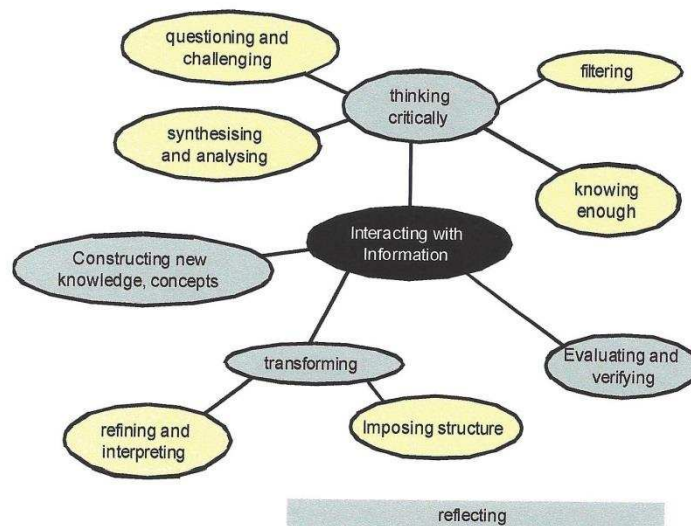 questioning and
challenging
filtering
thinking
critically
synthesising
and analysing
knowing
enough
Interacting with
Information
Constructing new
knowledge, concepts
transforming
Evaluating and
verifying
refining and
interpreting
Imposing structure
reflecting